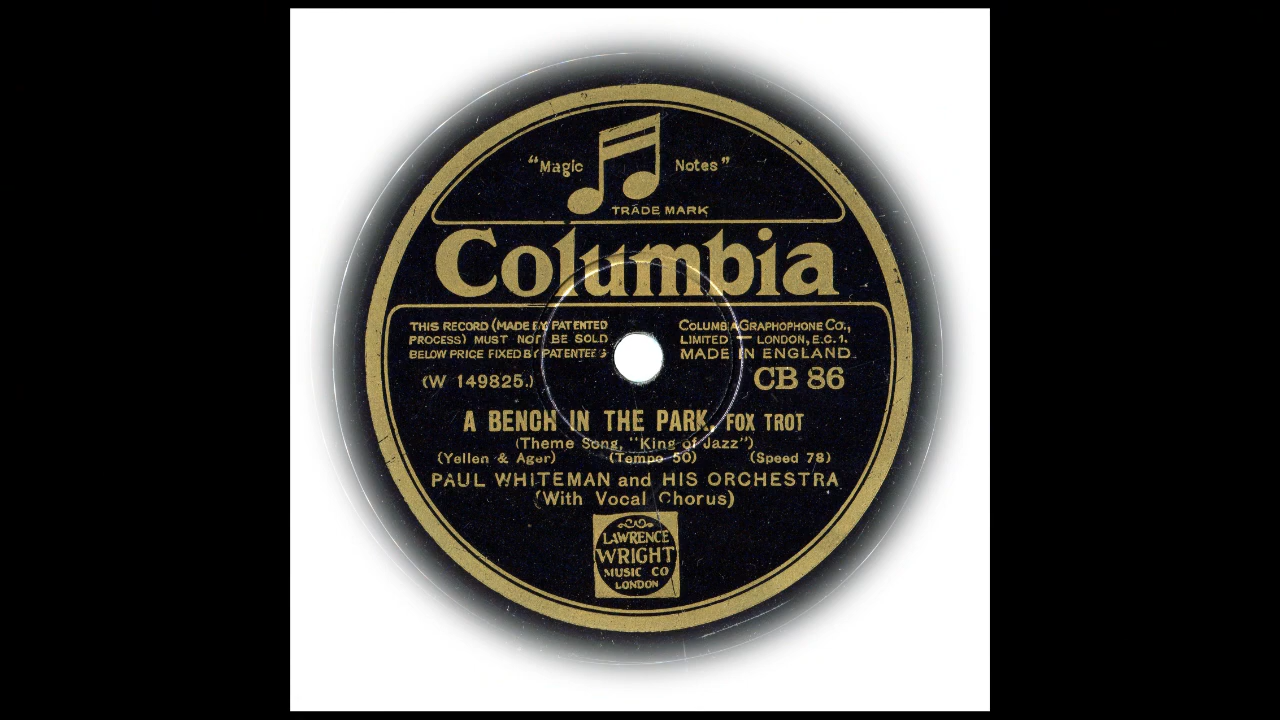 "Magic Notes"
TRADE MARK
Columbia
THIS RECORD (MADE BY PATENTED
PROCESS) MUST NOT BE SOLD
BELOW PRICE FIXED BY PATENTEES
COLUMBIA GRAPHOPHONE CO.,
LIMITED — LONDON, E.C.1.
MADE IN ENGLAND.
(W 149825.)
CB 86
A BENCH IN THE PARK, FOX TROT
(Theme Song, "King of Jazz")
(Yellen & Ager) (Tempo 50) (Speed 78)
PAUL WHITEMAN and HIS ORCHESTRA
(With Vocal Chorus)
LAWRENCE
WRIGHT
MUSIC CO
LONDON